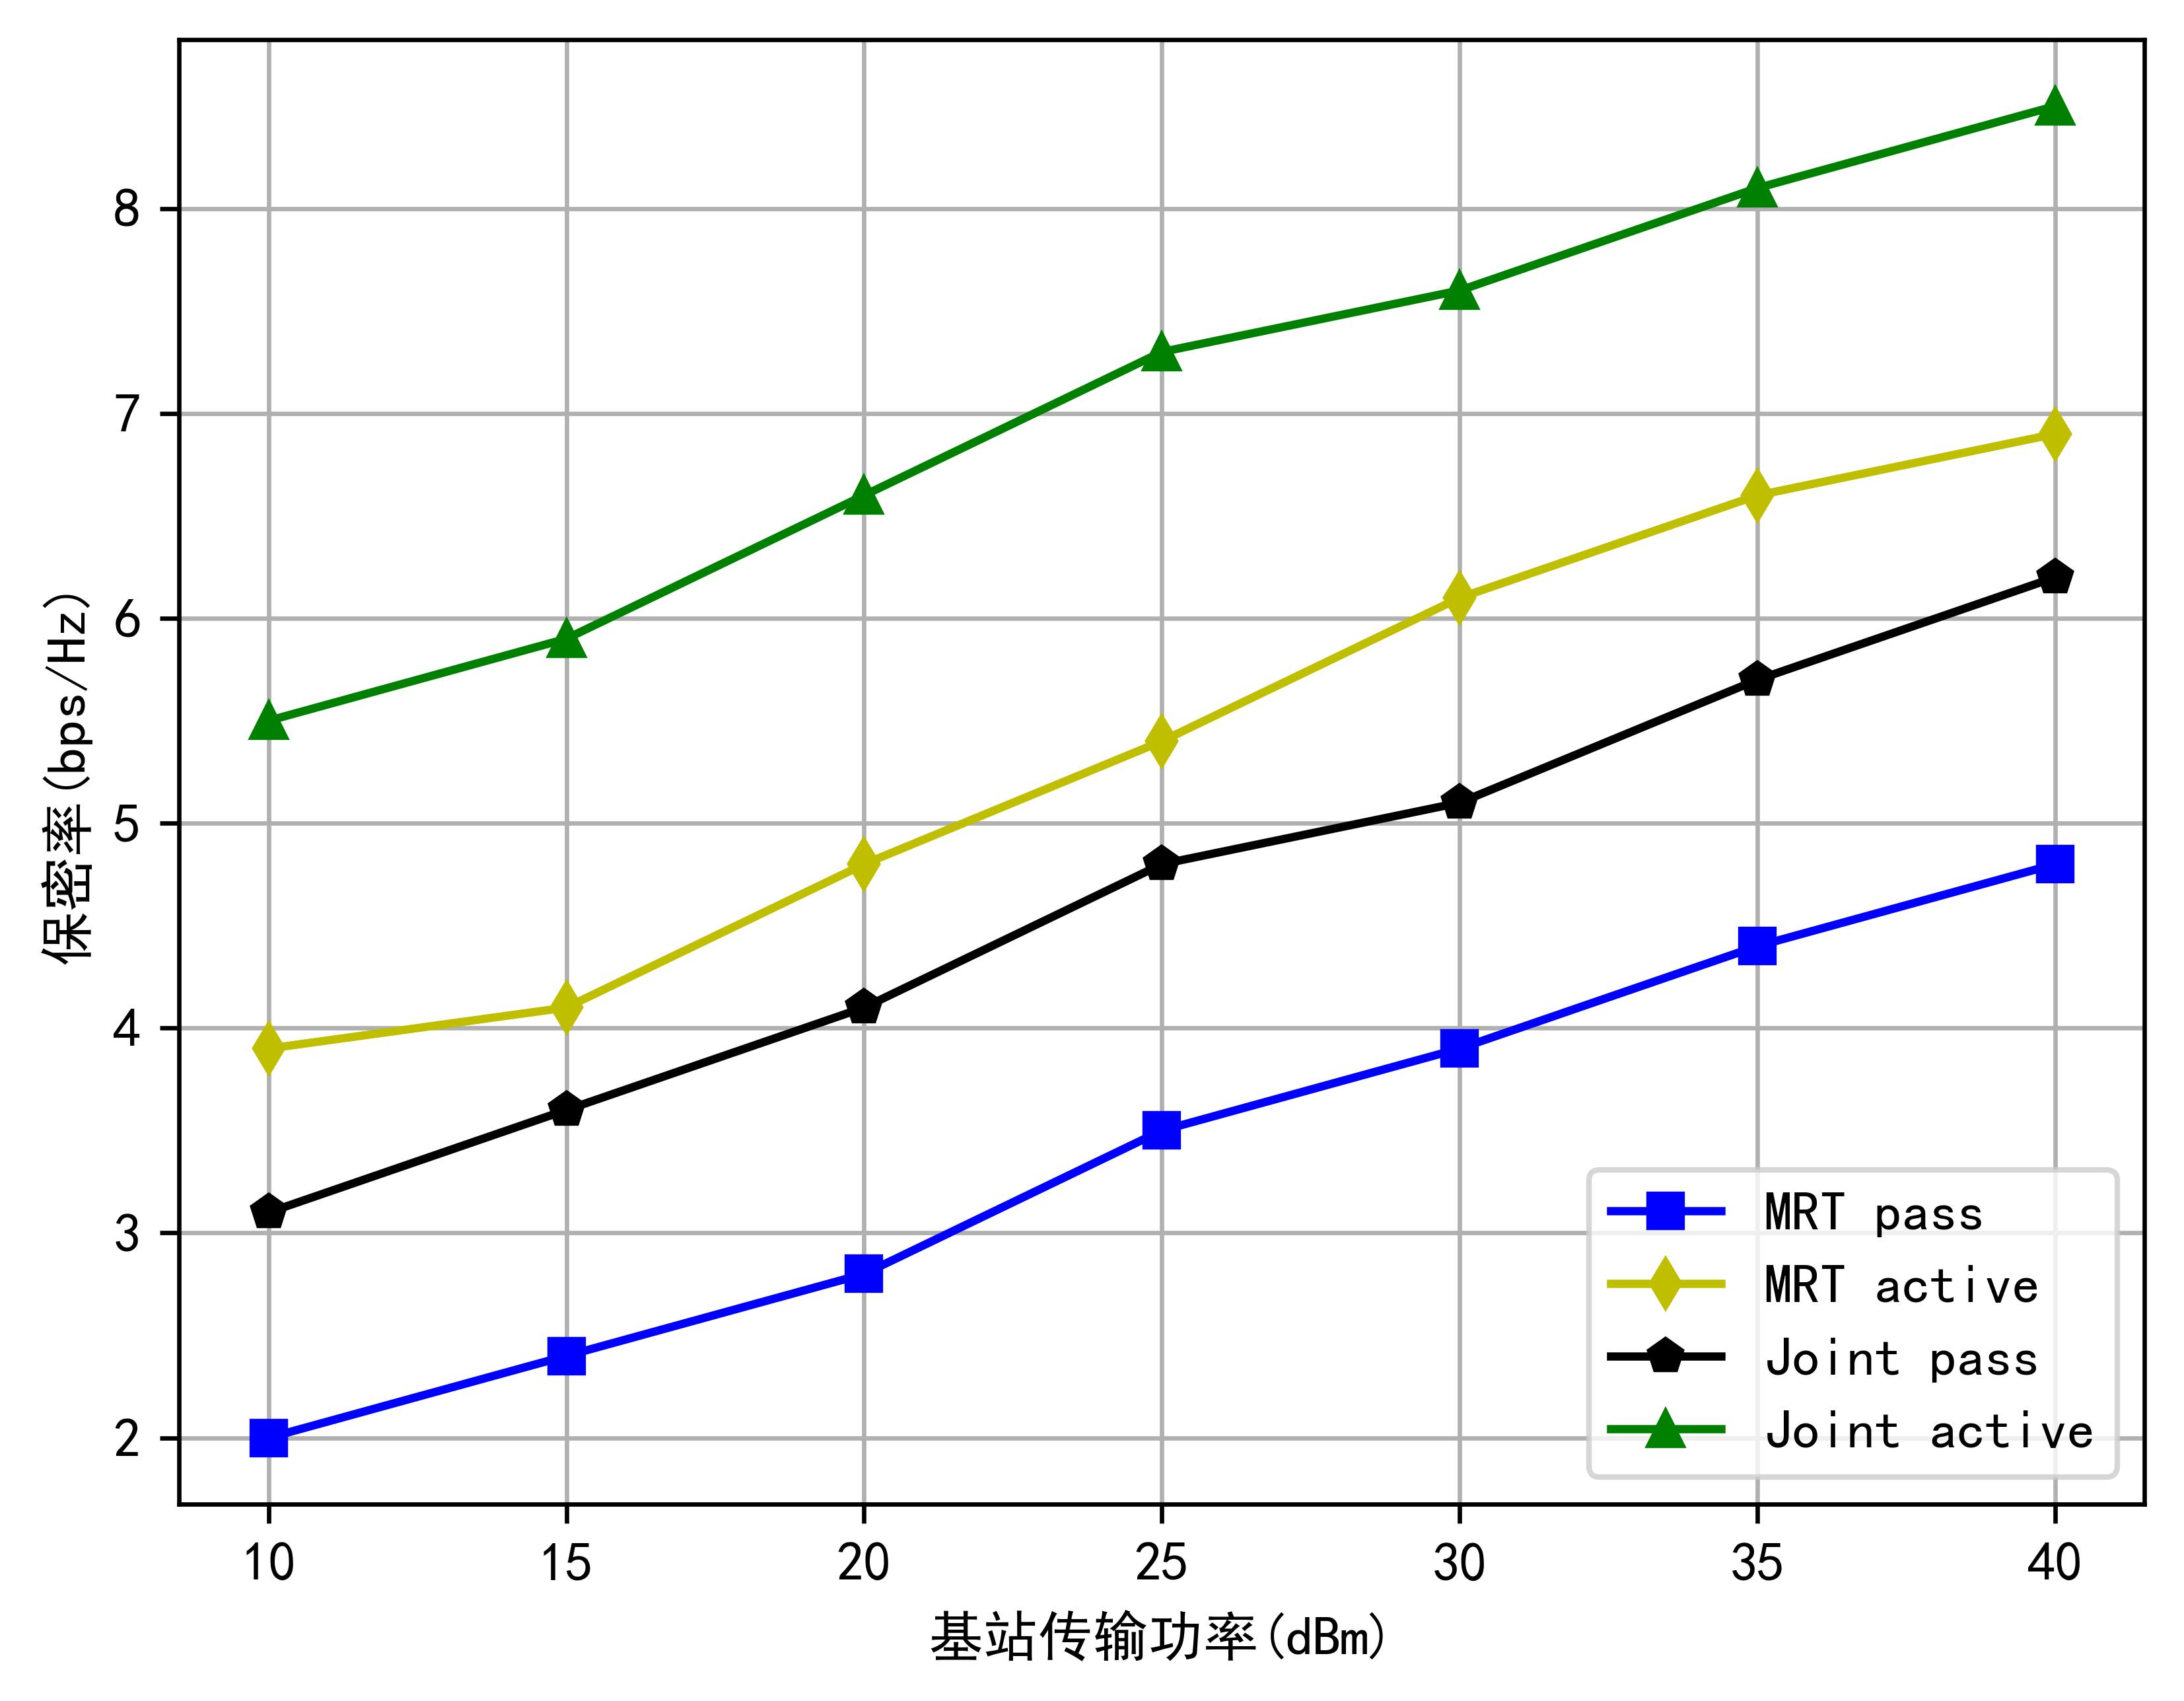 保密率(bps/Hz)
8
7
6
5
4
3
2
MRT pass
MRT active
Joint pass
Joint active
10 15 20 25 30 35 40
基站传输功率(dBm)